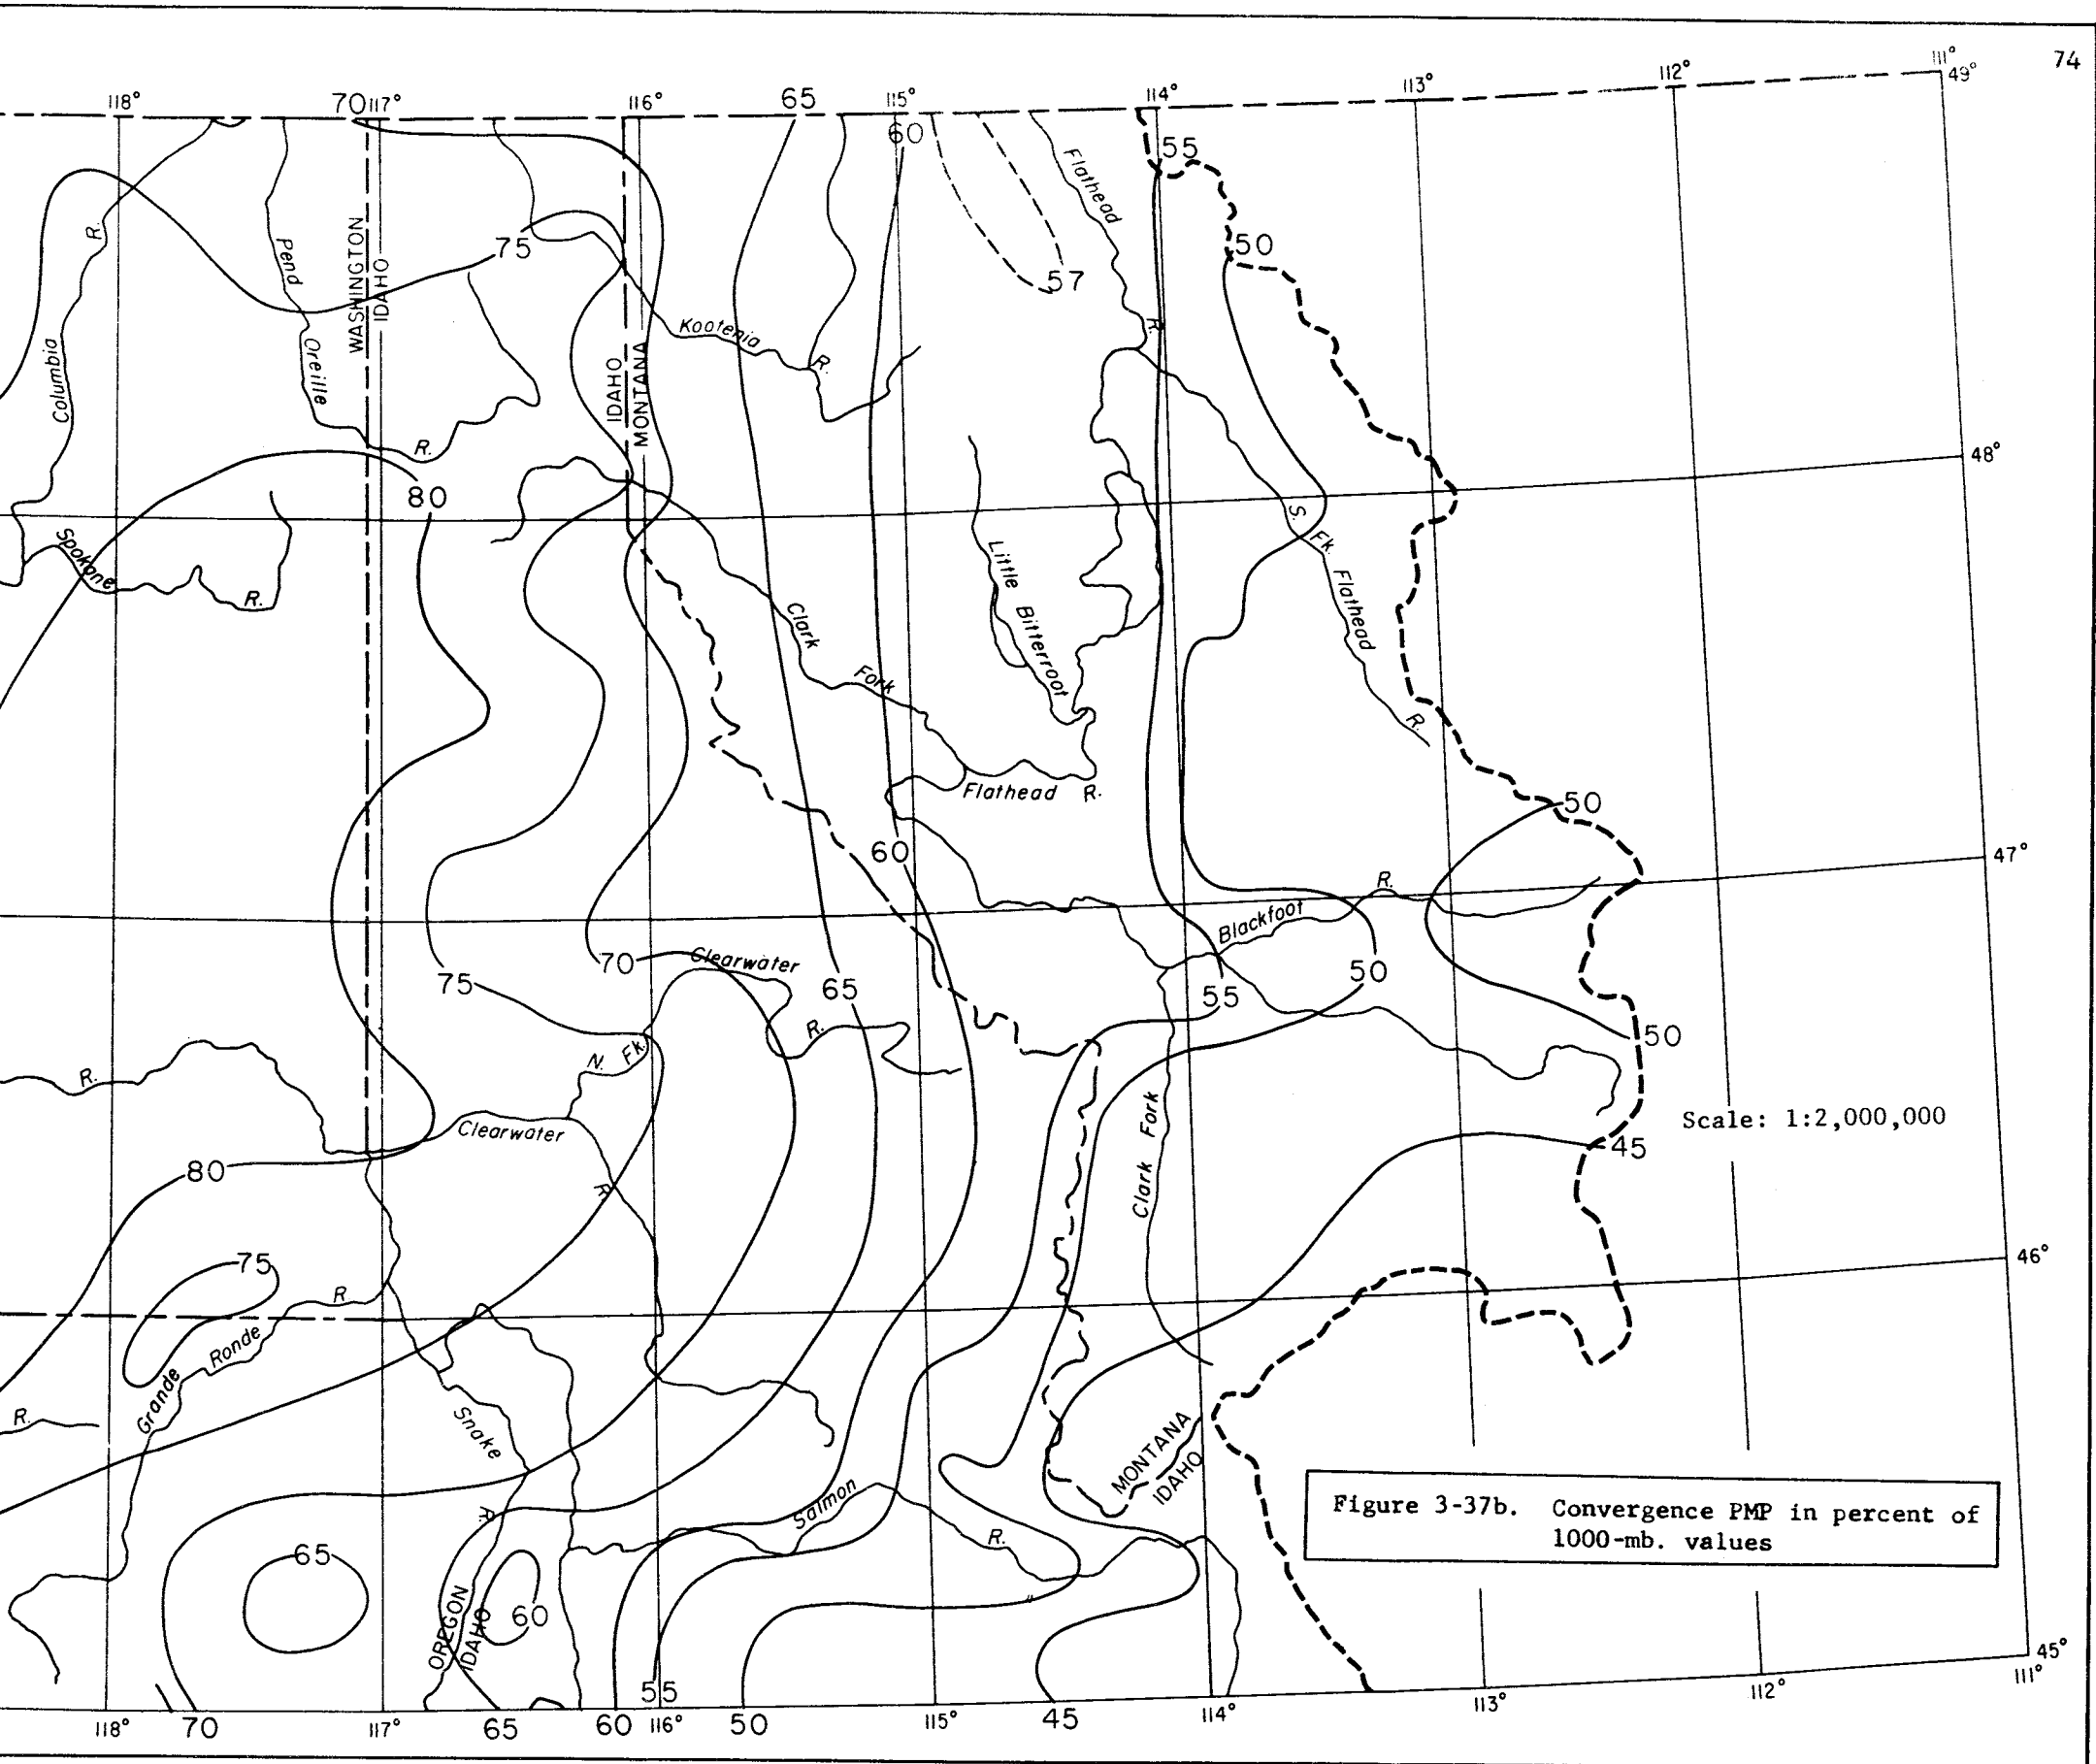 74
118°
70
117°
116°
65
115°
114°
113°
112°
111°
49°
60
55
Flathead
R.
50
57
75
Columbia
R.
Pend
Oreille
R.
WASHINGTON
IDAHO
IDAHO
MONTANA
Kootenia
R.
48°
80
Spokane
R.
Clark
Fork
Little Bitterroot
S. Fk. Flathead R.
Flathead R.
50
60
47°
R.
Blackfoot
75
70
Clearwater
R.
65
55
50
50
N. Fk.
R.
Clearwater
R.
Clark Fork
Scale: 1:2,000,000
45
80
75
46°
R
Grande
Ronde
R.
Snake
R.
MONTANA
IDAHO
Salmon
R.
Figure 3-37b. Convergence PMP in percent of
1000-mb. values
65
60
OREGON
IDAHO
55
45°
111°
118°
70
117°
65
60
116°
50
115°
45
114°
113°
112°